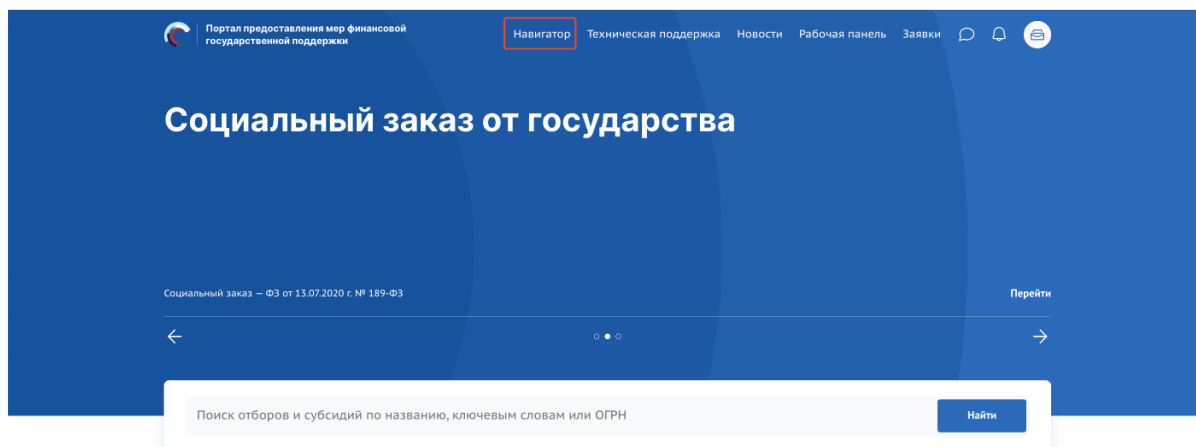 Портал предоставления мер финансовой
государственной поддержки
Навигатор Техническая поддержка Новости Рабочая панель Заявки
Социальный заказ от государства
Социальный заказ — ФЗ от 13.07.2020 г. № 189-ФЗ
Перейти
Поиск отборов и субсидий по названию, ключевым словам или ОГРН
Найти